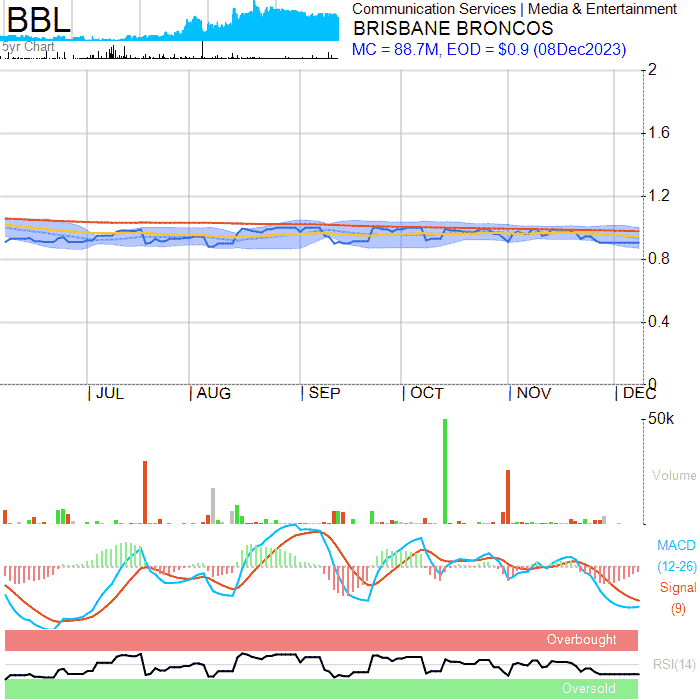 BBL
5yr Chart
Communication Services | Media & Entertainment
BRISBANE BRONCOS
MC = 88.7M, EOD = $0.9 (08Dec2023)
2
1.6
1.2
0.8
0.4
0
JUL AUG SEP OCT NOV DEC
50k
Volume
MACD
(12-26)
Signal
(9)
Overbought
RSI(14)
Oversold